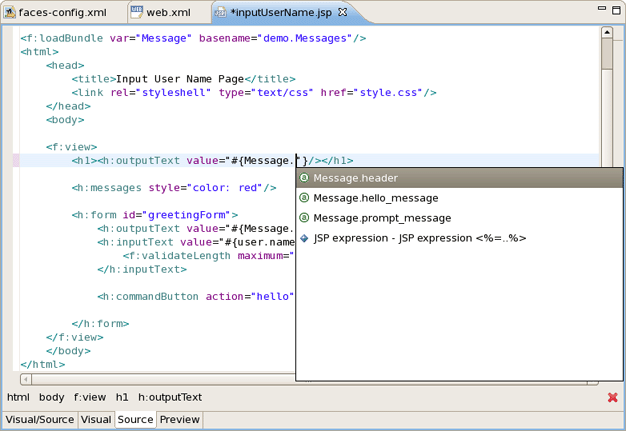 faces-config.xml web.xml *inputUserName.jsp
<f:loadBundle var="Message" basename="demo.Messages"/>
<html>
<head>
<title>Input User Name Page</title>
<link rel="styleshell" type="text/css" href="style.css"/>
</head>
<body>
<f:view>
<h1><h:outputText value="#{Message."}/></h1>
Message.header
<h:messages style="color: red"/>
Message.hello_message
<h:form id="greetingForm">
Message.prompt_message
<h:outputText value="#{Message.
<h:inputText value="#{user.name
JSP expression - JSP expression <%=..%>
<f:validateLength maximum="
</h:inputText>
<h:commandButton action="hello"
</h:form>
</f:view>
</body>
</html>
html body f:view h1 h:outputText
Visual/Source Visual Source Preview